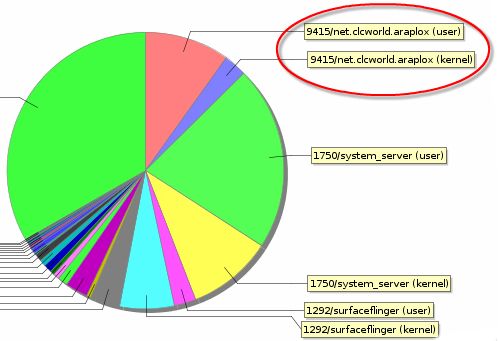 9415/net.clcworld.araplox (user)
9415/net.clcworld.araplox (kernel)
1750/system_server (user)
1750/system_server (kernel)
1292/surfaceflinger (user)
1292/surfaceflinger (kernel)